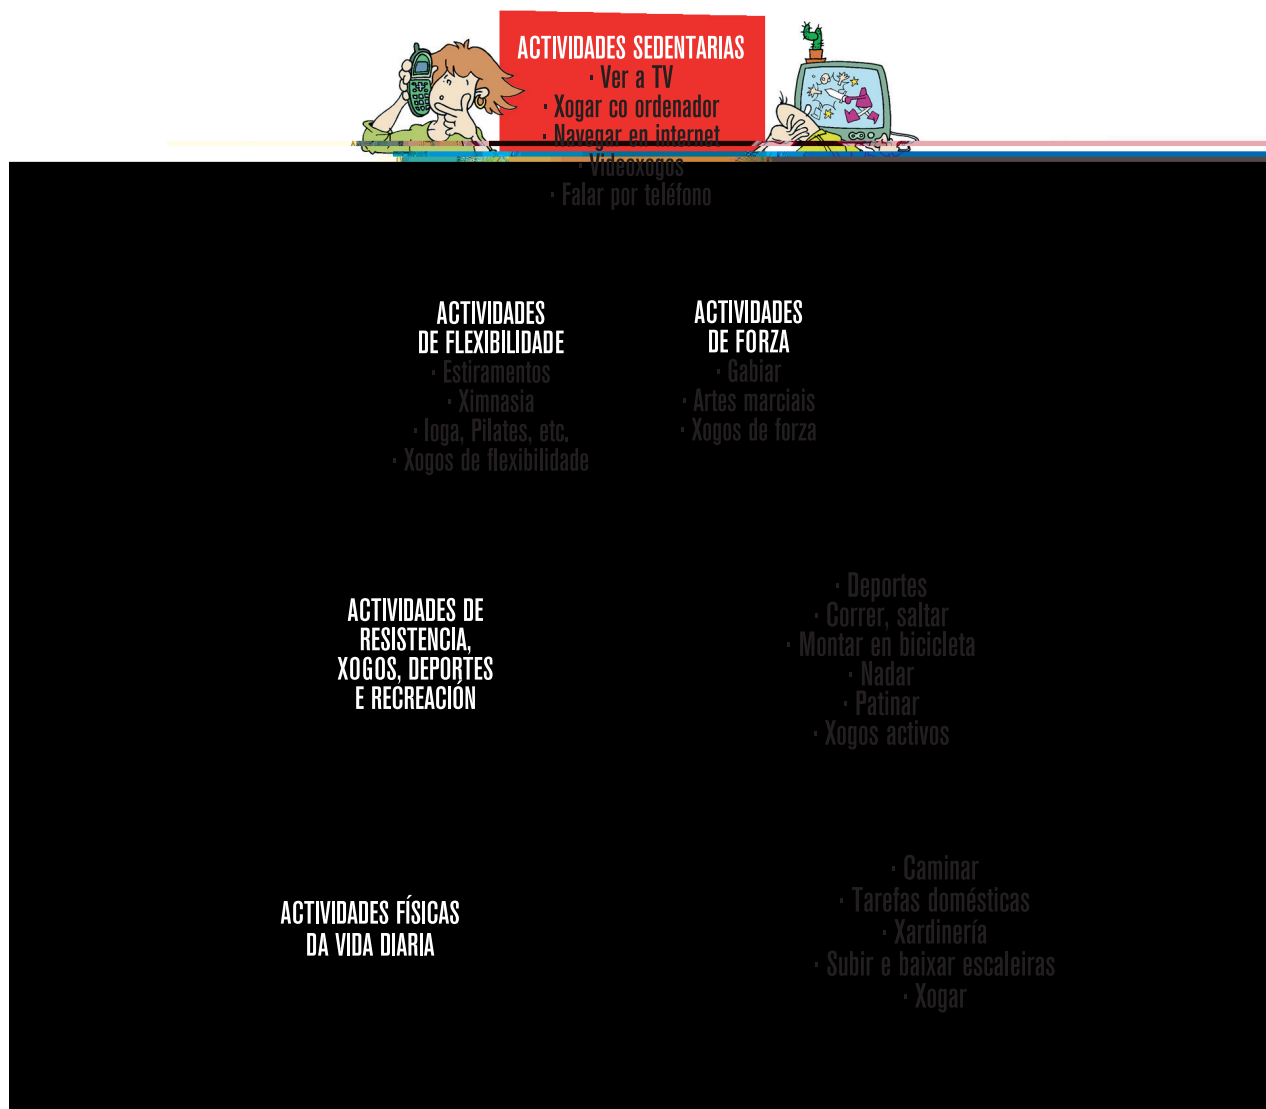 ACTIVIDADES SEDENTARIAS
· Ver a TV
· Xogar co ordenador
· Navegar en internet
· Videoxogos
· Falar por teléfono
ACTIVIDADES
DE FLEXIBILIDADE
· Estiramentos
· Ximnasia
· Ioga, Pilates, etc.
· Xogos de flexibilidade
ACTIVIDADES
DE FORZA
· Gabiar
· Artes marciais
· Xogos de forza
ACTIVIDADES DE
RESISTENCIA,
XOGOS, DEPORTES
E RECREACIÓN
· Deportes
· Correr, saltar
· Montar en bicicleta
· Nadar
· Patinar
· Xogos activos
ACTIVIDADES FÍSICAS
DA VIDA DIARIA
· Caminar
· Tarefas domésticas
· Xardinería
· Subir e baixar escaleiras
· Xogar